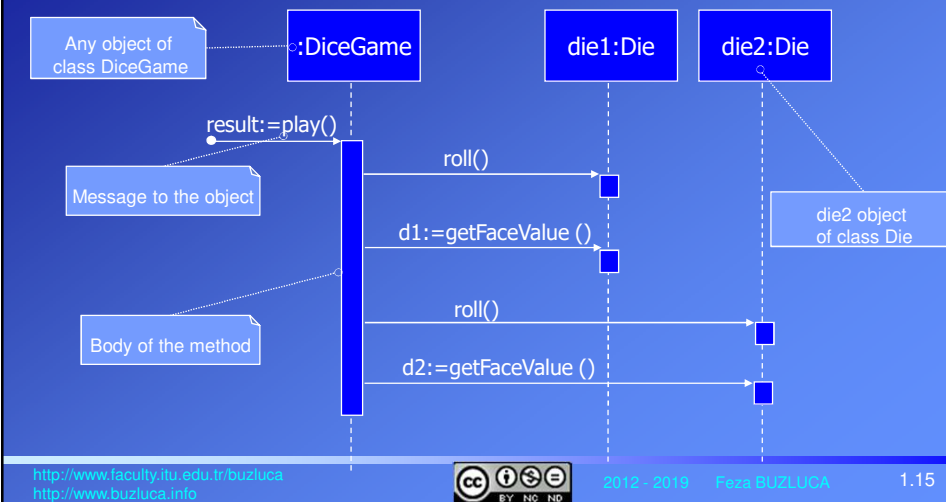 Any object of
class DiceGame
:DiceGame
die1:Die
die2:Die
result:=play()
roll()
Message to the object
die2 object
of class Die
d1:=getFaceValue ()
roll()
Body of the method
d2:=getFaceValue ()
http://www.faculty.itu.edu.tr/buzluca
http://www.buzluca.info
cc
BY NC ND
2012 - 2019 Feza BUZLUCA
1.15